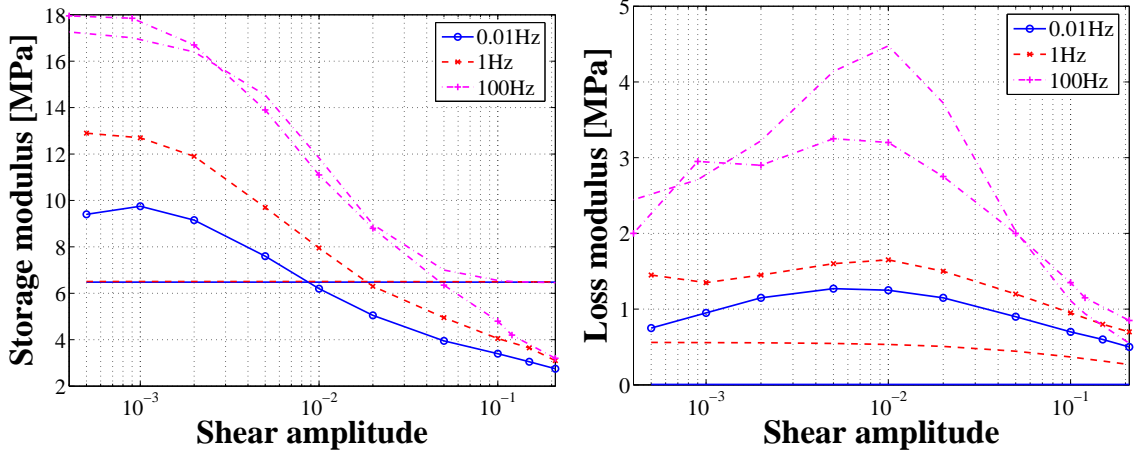 Storage modulus [MPa]
18
16
14
12
10
8
6
4
2
10⁻³
10⁻²
10⁻¹
Shear amplitude
0.01Hz
1Hz
100Hz
Loss modulus [MPa]
5
4
3
2
1
0
10⁻³
10⁻²
10⁻¹
Shear amplitude
0.01Hz
1Hz
100Hz